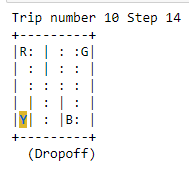 Trip number 10 Step 14
+---------+
|R: | : :G|
| : | : : |
| : : : : |
| | : | : |
|Y| : |B: |
+---------+
  (Dropoff)